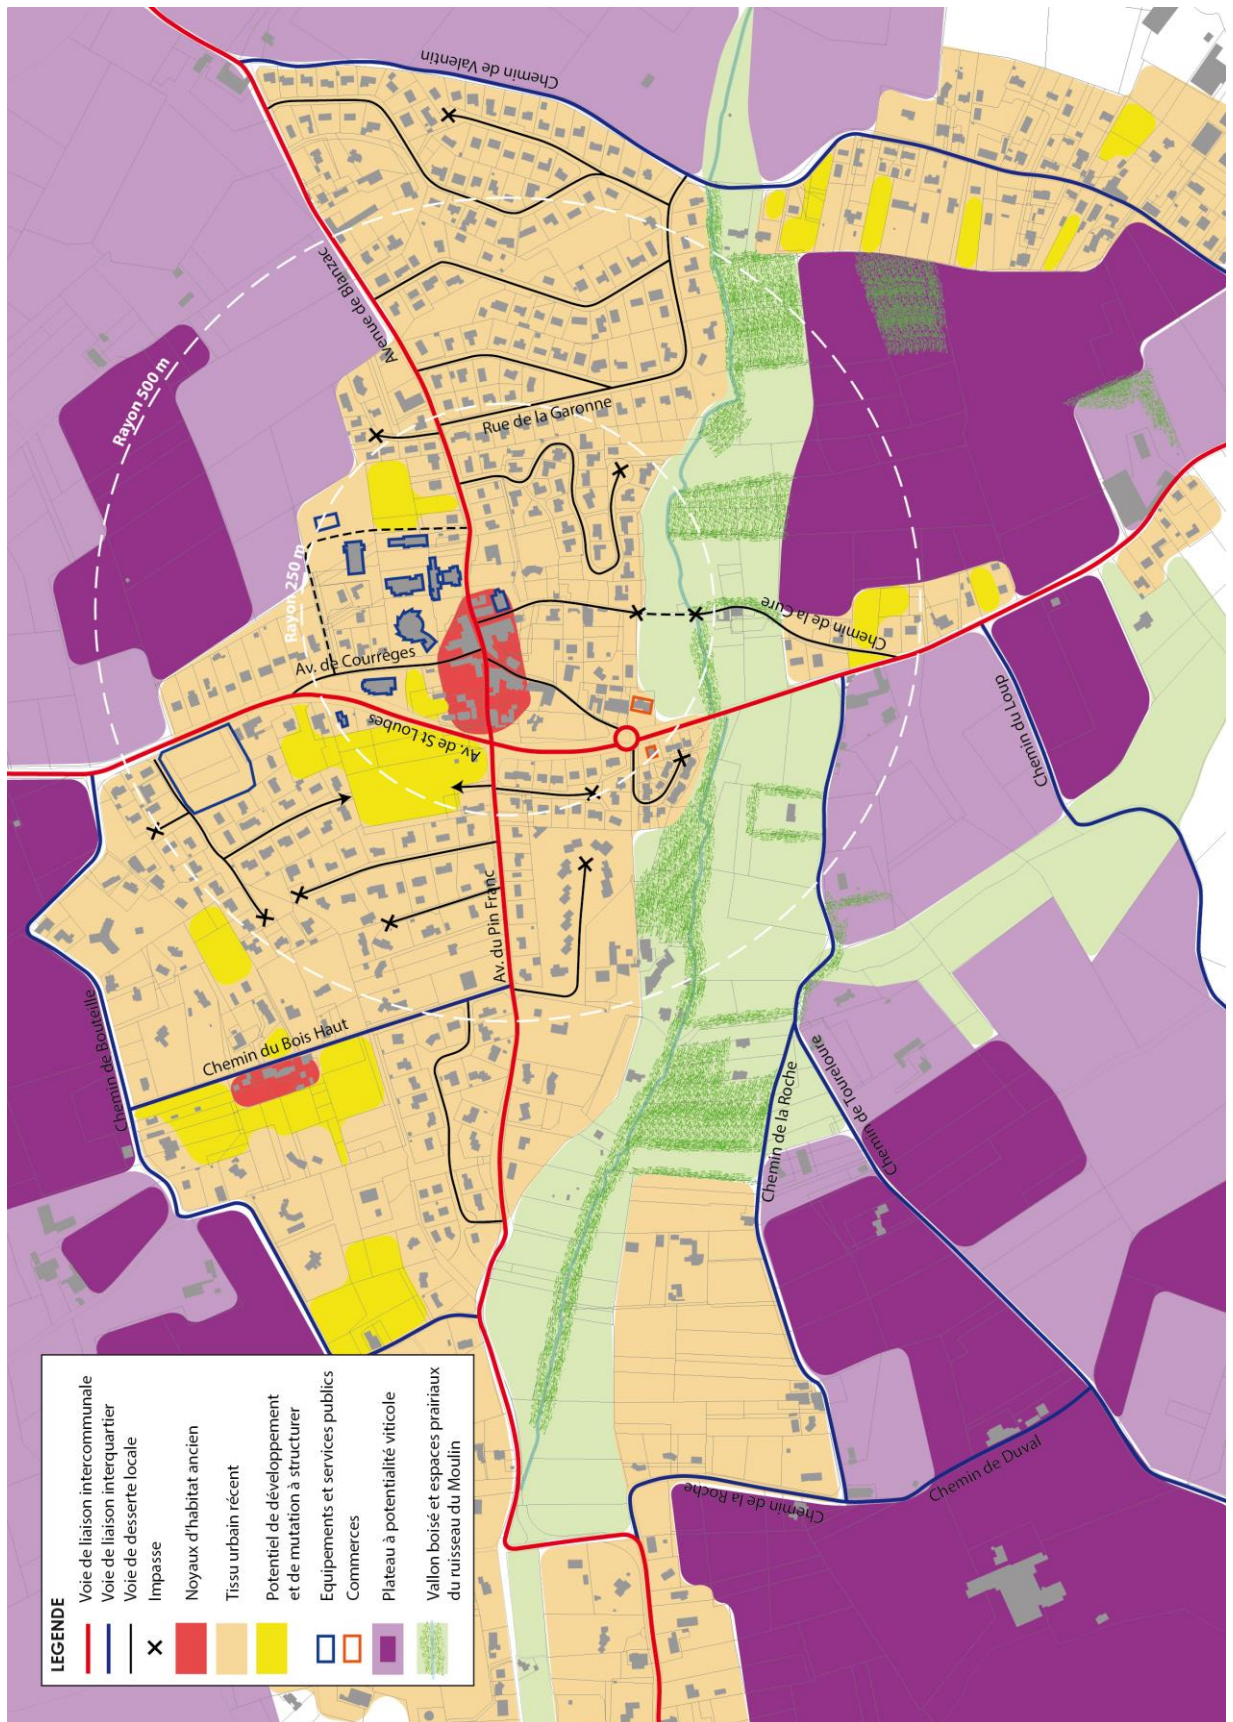 Chemin de Valentin
Avenue de Blanzac
Rayon 500 m
Rue de la Garonne
Rayon 250 m
Av. de Courrèges
Av. de St Loubes
Chemin de la Cure
Chemin du Loup
Av. du Pin Franc
Chemin de Bouteille
Chemin du Bois Haut
Chemin de la Roche
Chemin de Toureloure
Chemin de la Roche
Chemin de Duval
LEGENDE
Voie de liaison intercommunale
Voie de liaison interquartier
Voie de desserte locale
Impasse
Noyaux d'habitat ancien
Tissu urbain récent
Potentiel de développement
et de mutation à structurer
Equipements et services publics
Commerces
Plateau à potentialité viticole
Vallon boisé et espaces prairiaux
du ruisseau du Moulin